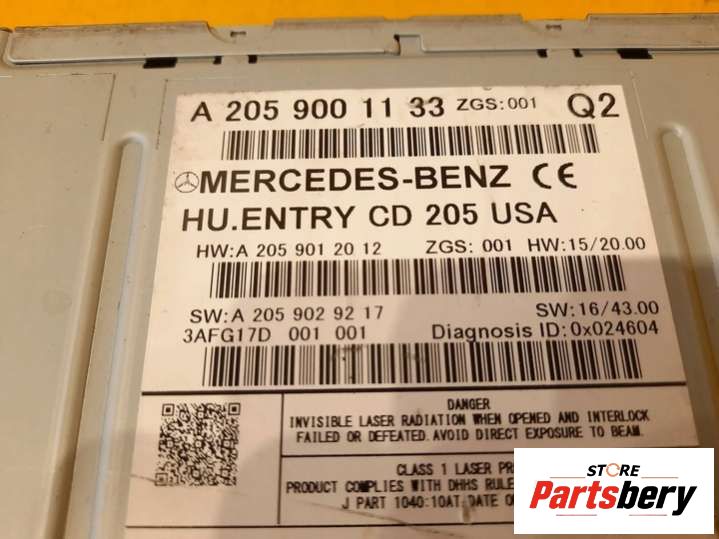 A 205 900 11 33 ZGS:001 Q2
MERCEDES-BENZ CE
HU.ENTRY CD 205 USA
HW:A 205 901 20 12 ZGS: 001 HW:15/20.00
SW:A 205 902 92 17 SW:16/43.00
3AFG17D 001 001 Diagnosis ID:0x024604
DANGER
INVISIBLE LASER RADIATION WHEN OPENED AND INTERLOCK
FAILED OR DEFEATED.AVOID DIRECT EXPOSURE TO BEAM.
CLASS 1 LASER
PRODUCT COMPLIES WITH DHHS
J PART 1040:10AT DATE
STORE
Partsbery